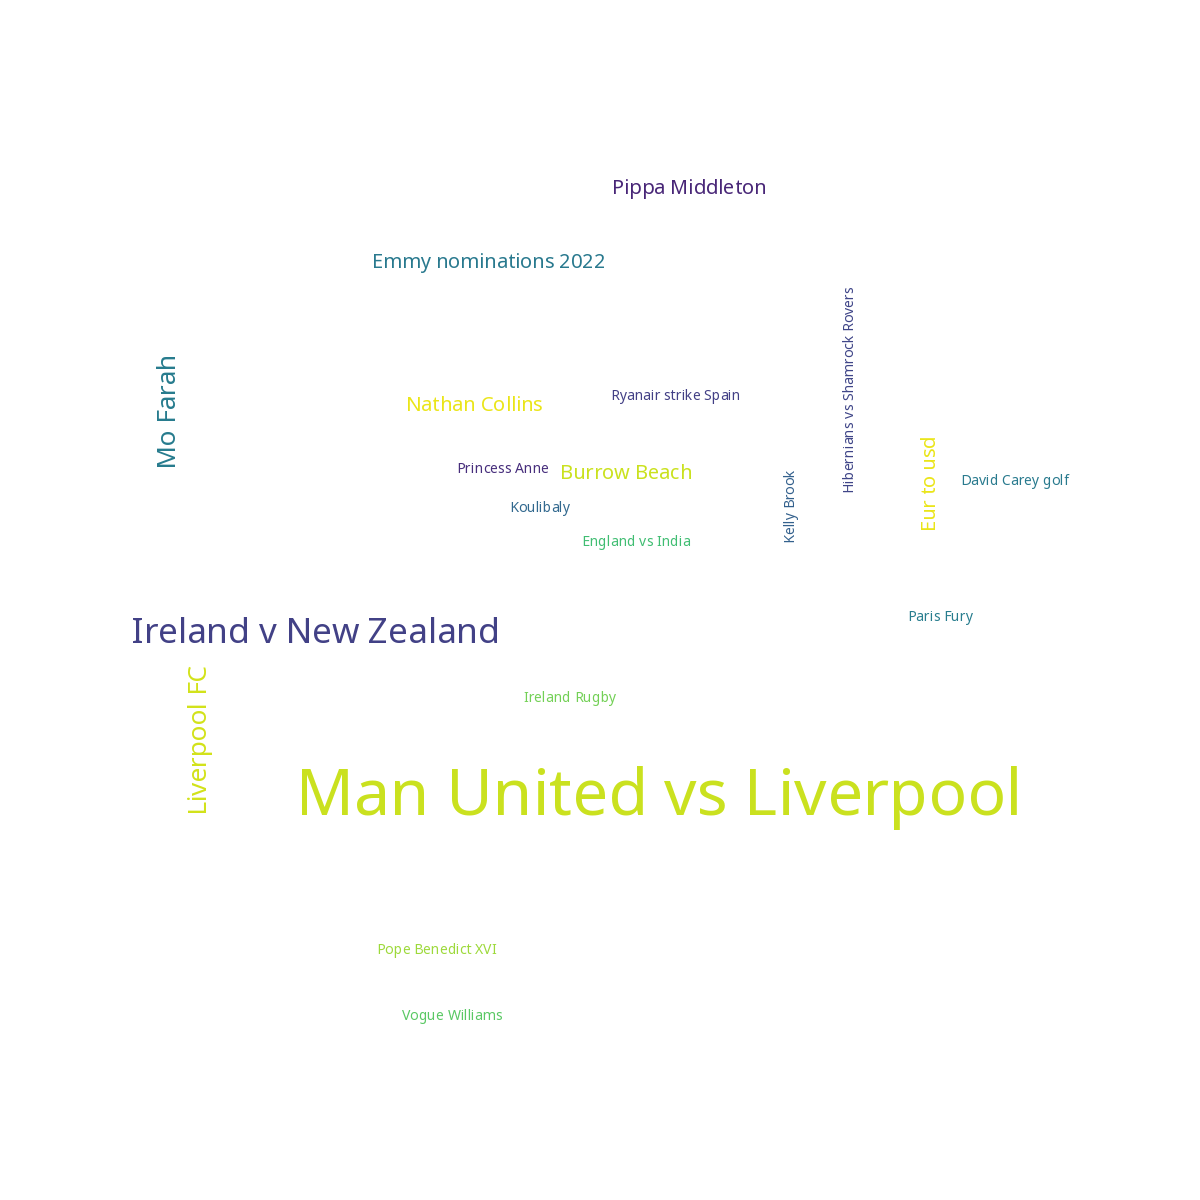 Pippa Middleton
Emmy nominations 2022
Hibernians vs Shamrock Rovers
Mo Farah
Nathan Collins
Ryanair strike Spain
Eur to usd
Princess Anne
Burrow Beach
Kelly Brook
David Carey golf
Koulibaly
England vs India
Ireland v New Zealand
Paris Fury
Liverpool FC
Ireland Rugby
Man United vs Liverpool
Pope Benedict XVI
Vogue Williams